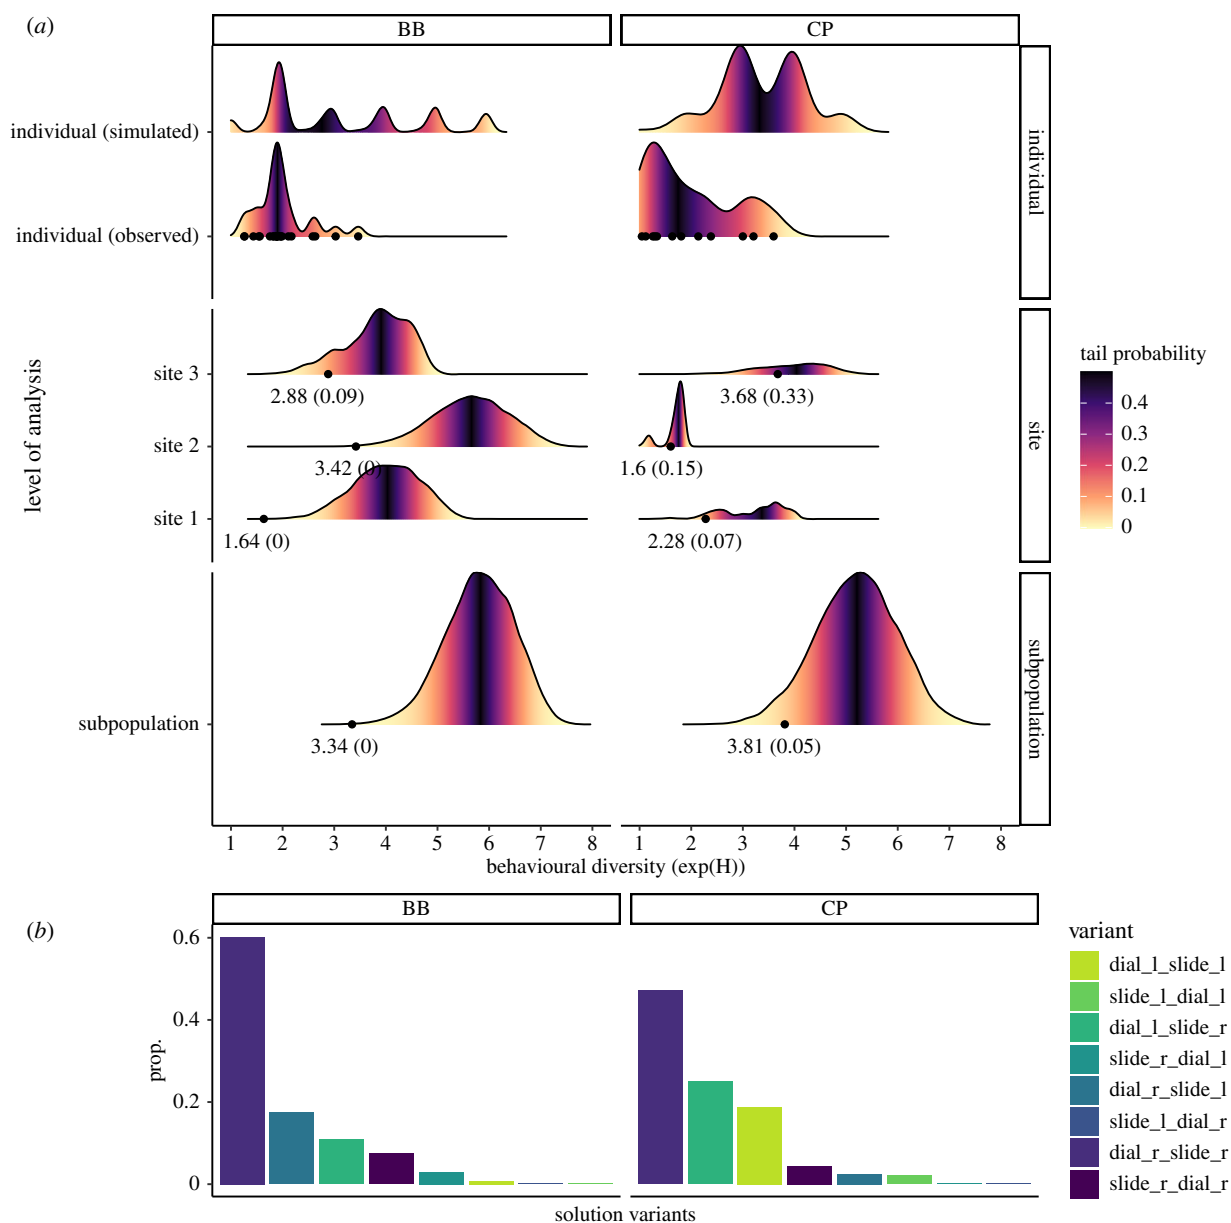 (a)
BB
CP
individual (simulated)
individual (observed)
individual
level of analysis
site 3
2.88 (0.09)
3.68 (0.33)
site 2
3.42 (0)
1.6 (0.15)
site 1
1.64 (0)
2.28 (0.07)
site
subpopulation
3.34 (0)
3.81 (0.05)
subpopulation
tail probability
0.4
0.3
0.2
0.1
0
1 2 3 4 5 6 7 8
1 2 3 4 5 6 7 8
behavioural diversity (exp(H))
(b)
BB
CP
prop.
0.6
0.4
0.2
0
solution variants
variant
dial_l_slide_l
slide_l_dial_l
dial_l_slide_r
slide_r_dial_l
dial_r_slide_l
slide_l_dial_r
dial_r_slide_r
slide_r_dial_r